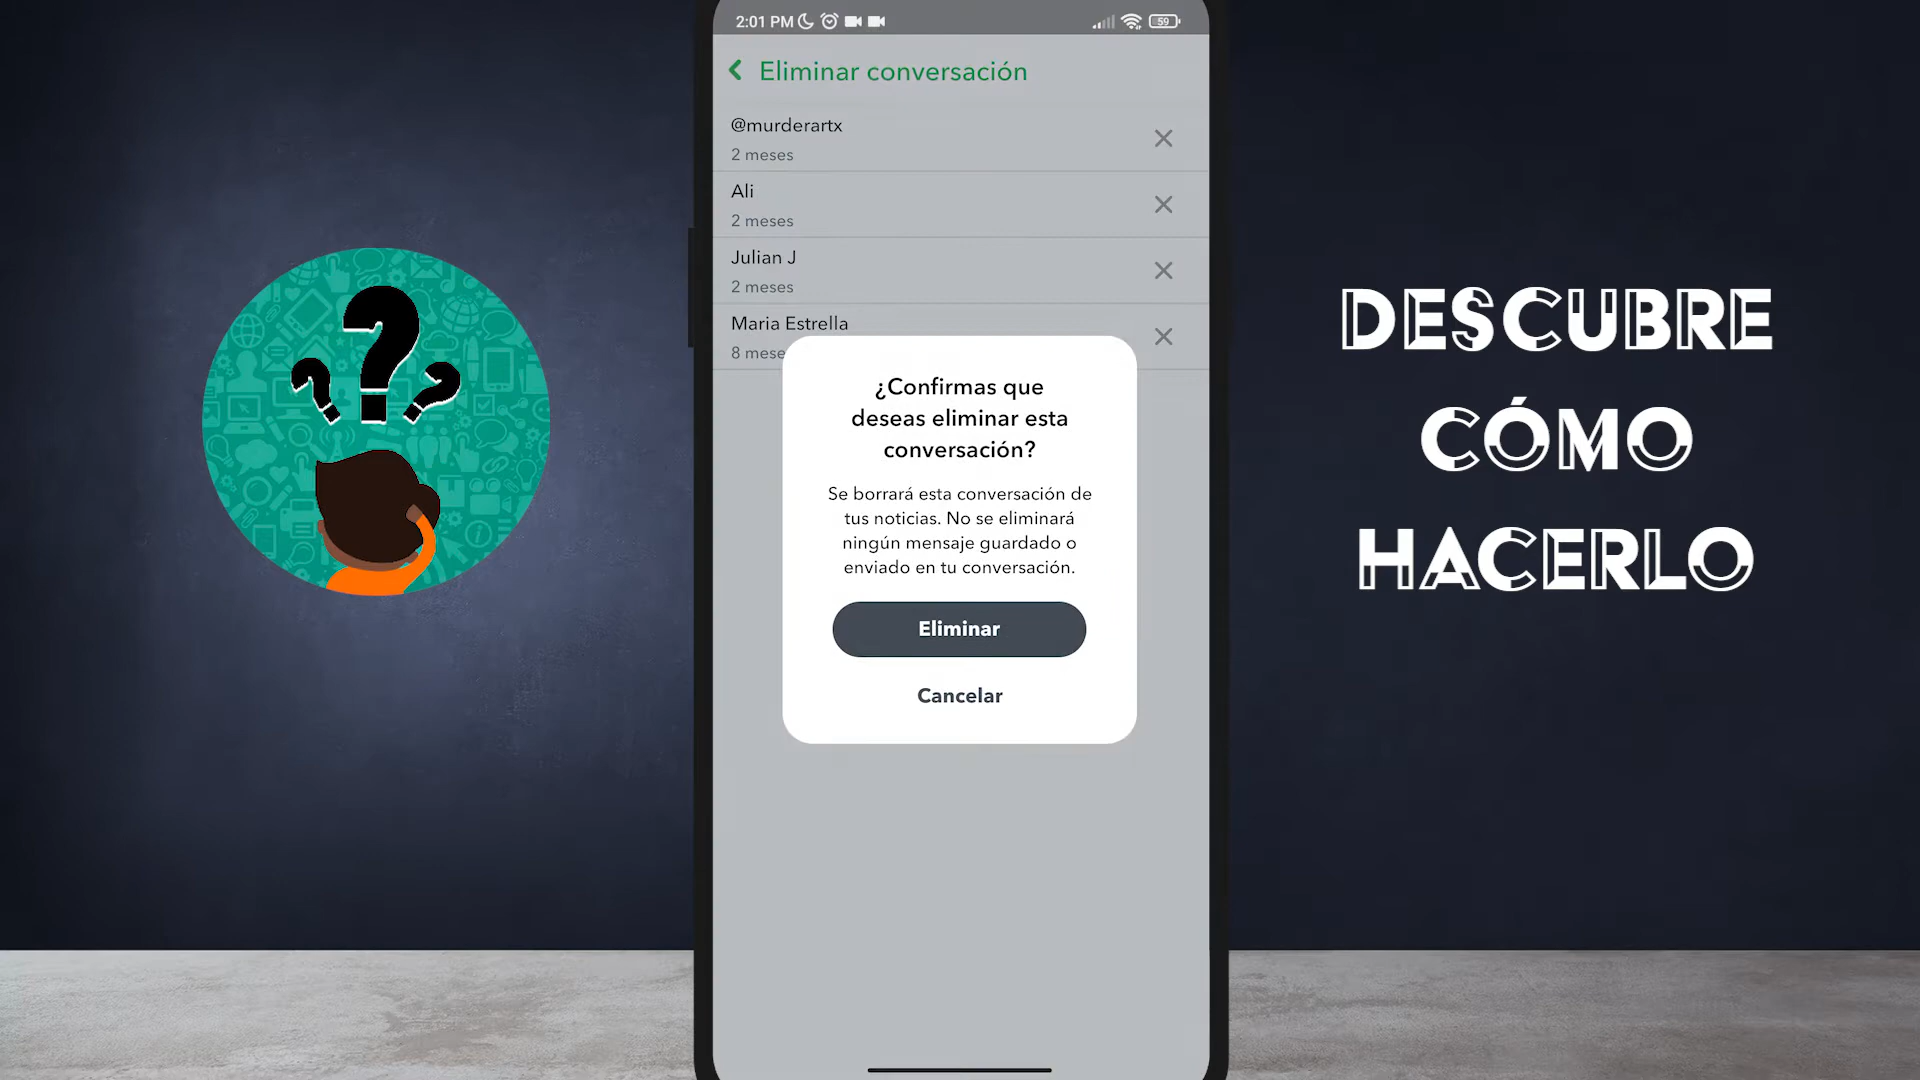 2:01 PM
59
Eliminar conversación
@murderartx
2 meses
Ali
2 meses
Julian J
2 meses
Maria Estrella
8 mese
¿Confirmas que
deseas eliminar esta
conversación?
Se borrará esta conversación de
tus noticias. No se eliminará
ningún mensaje guardado o
enviado en tu conversación.
Eliminar
Cancelar
DESCUBRE
CÓMO
HACERLO